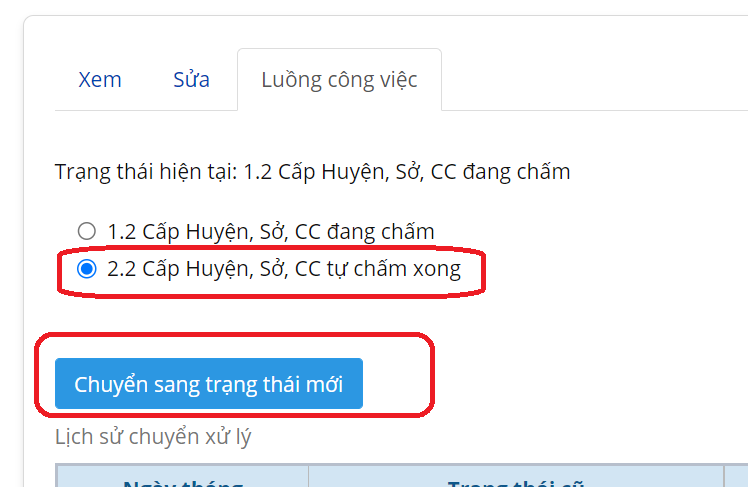 Xem Sửa Luồng công việc
Trạng thái hiện tại: 1.2 Cấp Huyện, Sở, CC đang chấm
1.2 Cấp Huyện, Sở, CC đang chấm
2.2 Cấp Huyện, Sở, CC tự chấm xong
Chuyển sang trạng thái mới
Lịch sử chuyển xử lý
Ngày tháng Trạng thái cũ